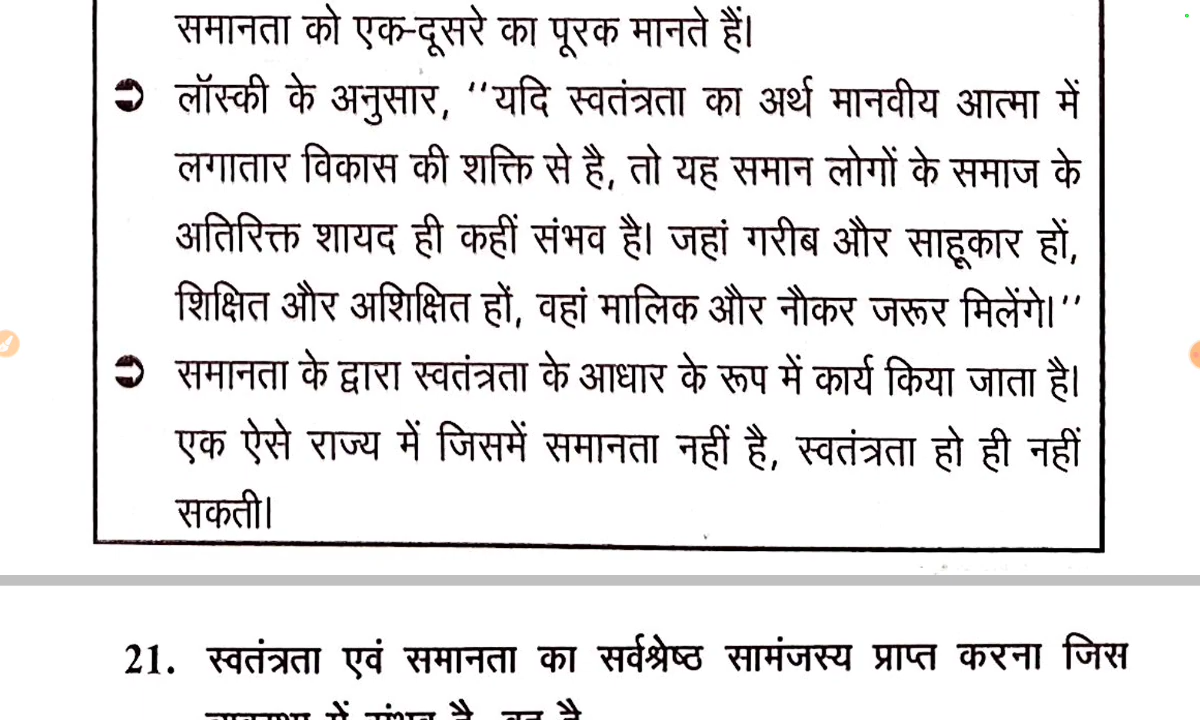 समानता को एक-दूसरे का पूरक मानते हैं।
➲ लॉस्की के अनुसार, ‘‘यदि स्वतंत्रता का अर्थ मानवीय आत्मा में
लगातार विकास की शक्ति से है, तो यह समान लोगों के समाज के
अतिरिक्त शायद ही कहीं संभव है। जहां गरीब और साहूकार हों,
शिक्षित और अशिक्षित हों, वहां मालिक और नौकर जरूर मिलेंगे।’’
➲ समानता के द्वारा स्वतंत्रता के आधार के रूप में कार्य किया जाता है।
एक ऐसे राज्य में जिसमें समानता नहीं है, स्वतंत्रता हो ही नहीं
सकती।
21. स्वतंत्रता एवं समानता का सर्वश्रेष्ठ सामंजस्य प्राप्त करना जिस
में संभव है